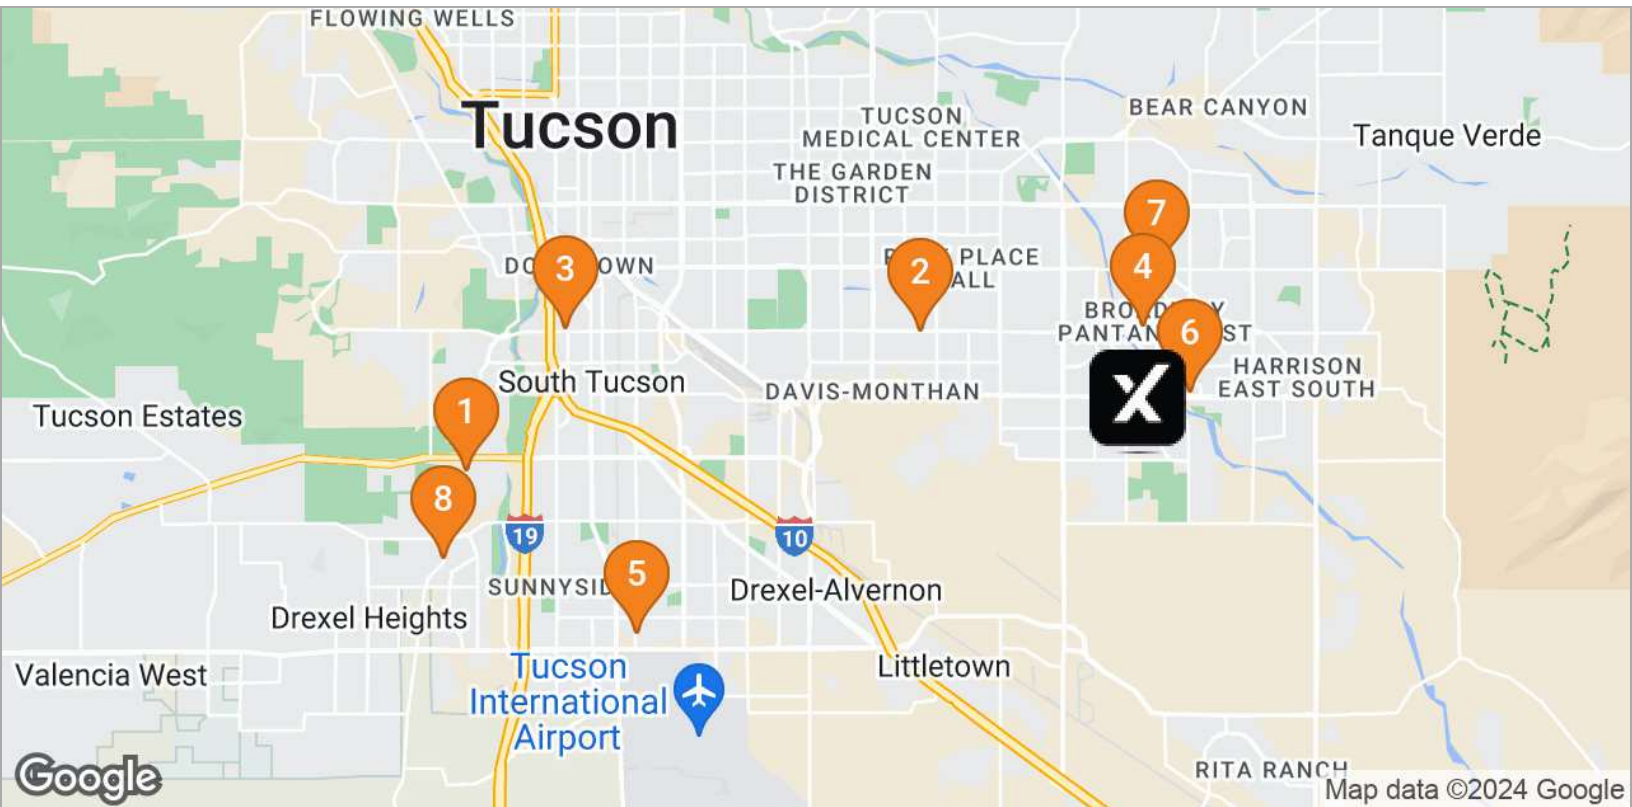 FLOWING WELLS
Tucson
TUCSON
MEDICAL CENTER
BEAR CANYON
Tanque Verde
THE GARDEN
DISTRICT
7
3
2
PLACE
ALL
4
6
HARRISON
EAST SOUTH
South Tucson
DAVIS-MONTHAN
X
Tucson Estates
1
8
19
10
5
Drexel-Alvernon
Drexel Heights
Valencia West
Tucson
International
Airport
Littletown
RITA RANCH
Google
Map data ©2024 Google